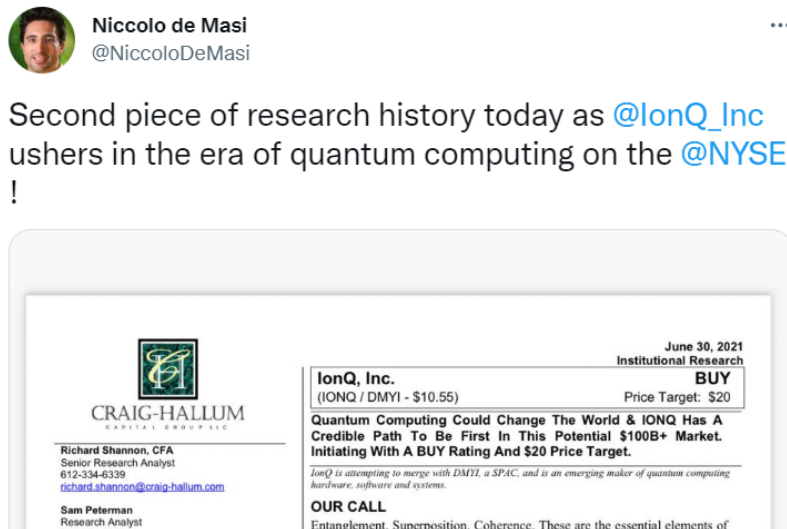 Niccolo de Masi
@NiccoloDeMasi
Second piece of research history today as @IonQ_Inc
ushers in the era of quantum computing on the @NYSE
!
CRAIG-HALLUM
CAPITAL GROUP LLC
Richard Shannon, CFA
Senior Research Analyst
612-334-6339
richard.shannon@craig-hallum.com
Sam Peterman
Research Analyst
June 30, 2021
Institutional Research
IonQ, Inc. BUY
(IONQ / DMYI - $10.55) Price Target: $20
Quantum Computing Could Change The World & IONQ Has A
Credible Path To Be First In This Potential $100B+ Market.
Initiating With A BUY Rating And $20 Price Target.
IonQ is attempting to merge with DMYI, a SPAC, and is an emerging maker of quantum computing
hardware, software and systems.
OUR CALL
Entanglement, Superposition, Coherence. These are the essential elements of